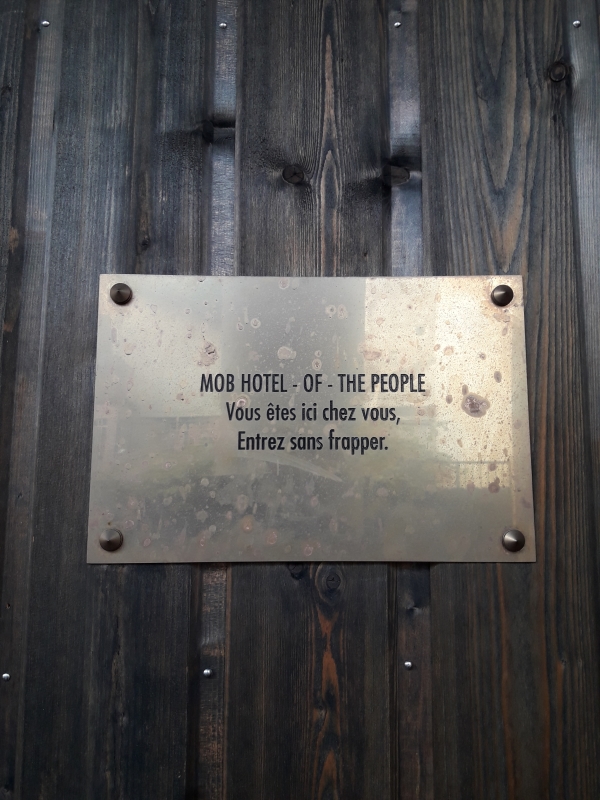 MOB HOTEL - OF - THE PEOPLE
Vous êtes ici chez vous,
Entrez sans frapper.